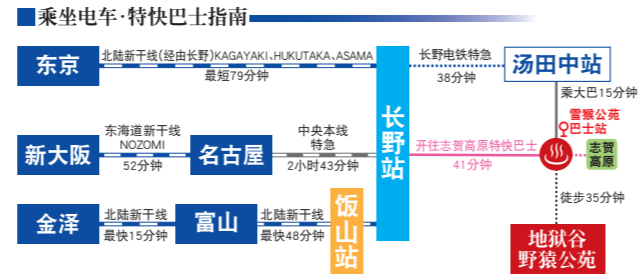 乘坐电车·特快巴士指南
东京
北陆新干线(经由长野)KAGAYAKI、HUKUTAKA、ASAMA
最短79分钟
长野电铁特急
38分钟
汤田中站
乘大巴15分钟
雪猴公苑
巴士站
新大阪
东海道新干线
NOZOMI
52分钟
名古屋
中央本线
特急
2小时43分钟
长野站
开往志贺高原特快巴士
41分钟
志贺
高原
徒步35分钟
金泽
北陆新干线
最快15分钟
富山
北陆新干线
最快48分钟
饭山站
地狱谷
野猿公苑